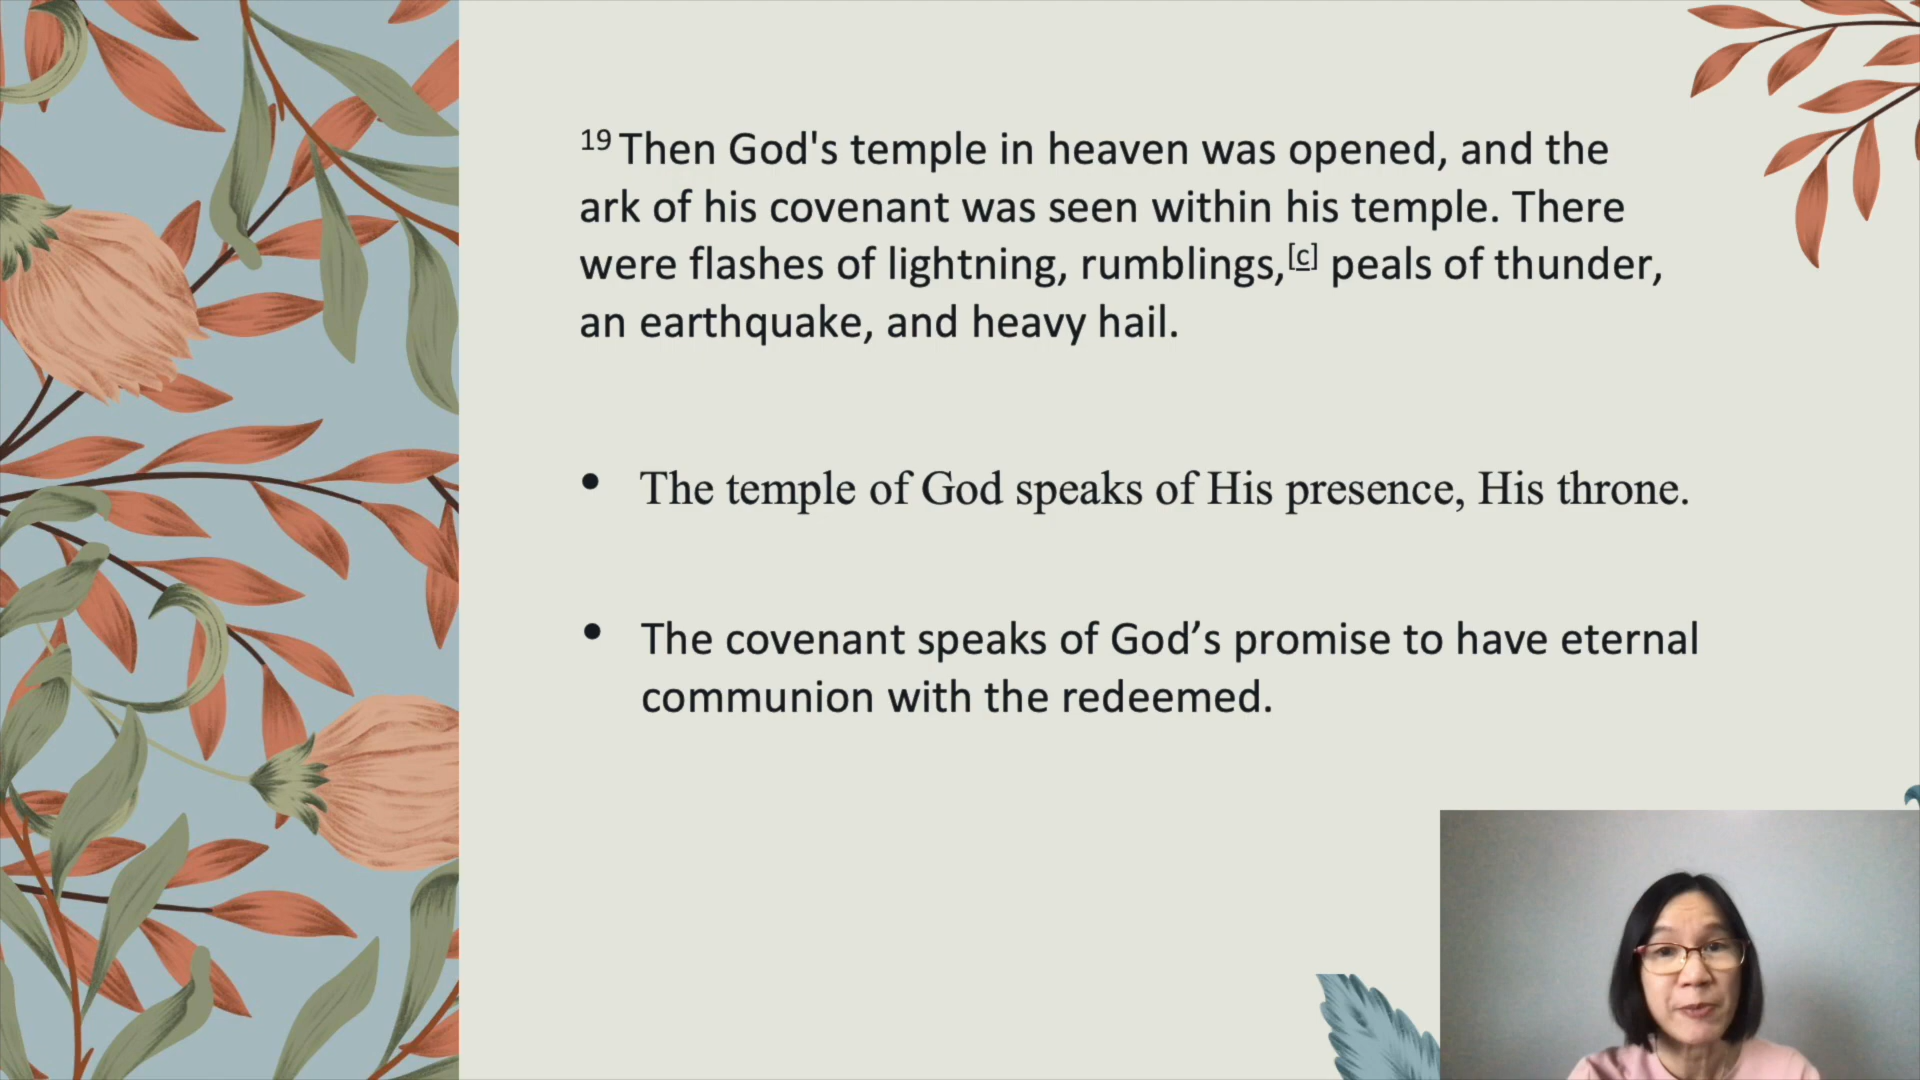 19 Then God's temple in heaven was opened, and the
ark of his covenant was seen within his temple. There
were flashes of lightning, rumblings,[c] peals of thunder,
an earthquake, and heavy hail.
• The temple of God speaks of His presence, His throne.
• The covenant speaks of God’s promise to have eternal
communion with the redeemed.